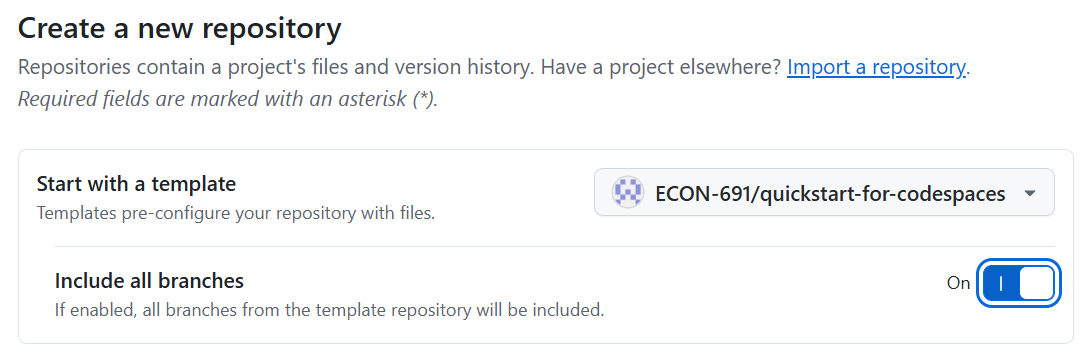 Create a new repository
Repositories contain a project's files and version history. Have a project elsewhere? Import a repository.
Required fields are marked with an asterisk (*).
Start with a template
ECON-691/quickstart-for-codespaces
Templates pre-configure your repository with files.
Include all branches
On
If enabled, all branches from the template repository will be included.